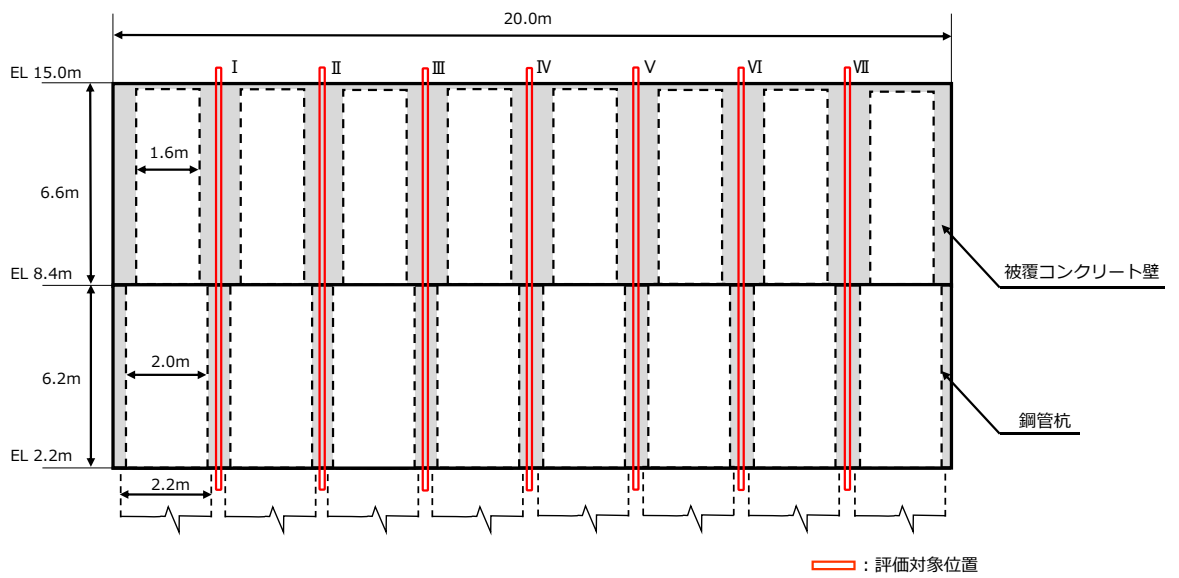 20.0m
EL 15.0m
Ⅰ
Ⅱ
Ⅲ
Ⅳ
Ⅴ
Ⅵ
Ⅶ
1.6m
6.6m
被覆コンクリート壁
EL 8.4m
2.0m
6.2m
鋼管杭
EL 2.2m
2.2m
：評価対象位置